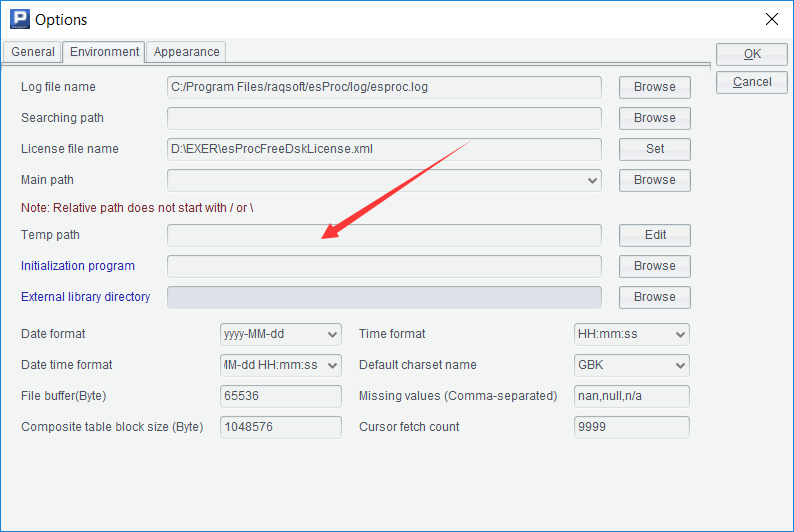 Options
General Environment Appearance
OK
Cancel
Log file name C:/Program Files/raqsoft/esProc/log/esproc.log Browse
Searching path Browse
License file name D:\EXER\esProcFreeDskLicense.xml Set
Main path Browse
Note: Relative path does not start with / or \
Temp path Edit
Initialization program Browse
External library directory Browse
Date format yyyy-MM-dd Time format HH:mm:ss
Date time format MM-dd HH:mm:ss Default charset name GBK
File buffer(Byte) 65536 Missing values (Comma-separated) nan,null,n/a
Composite table block size (Byte) 1048576 Cursor fetch count 9999